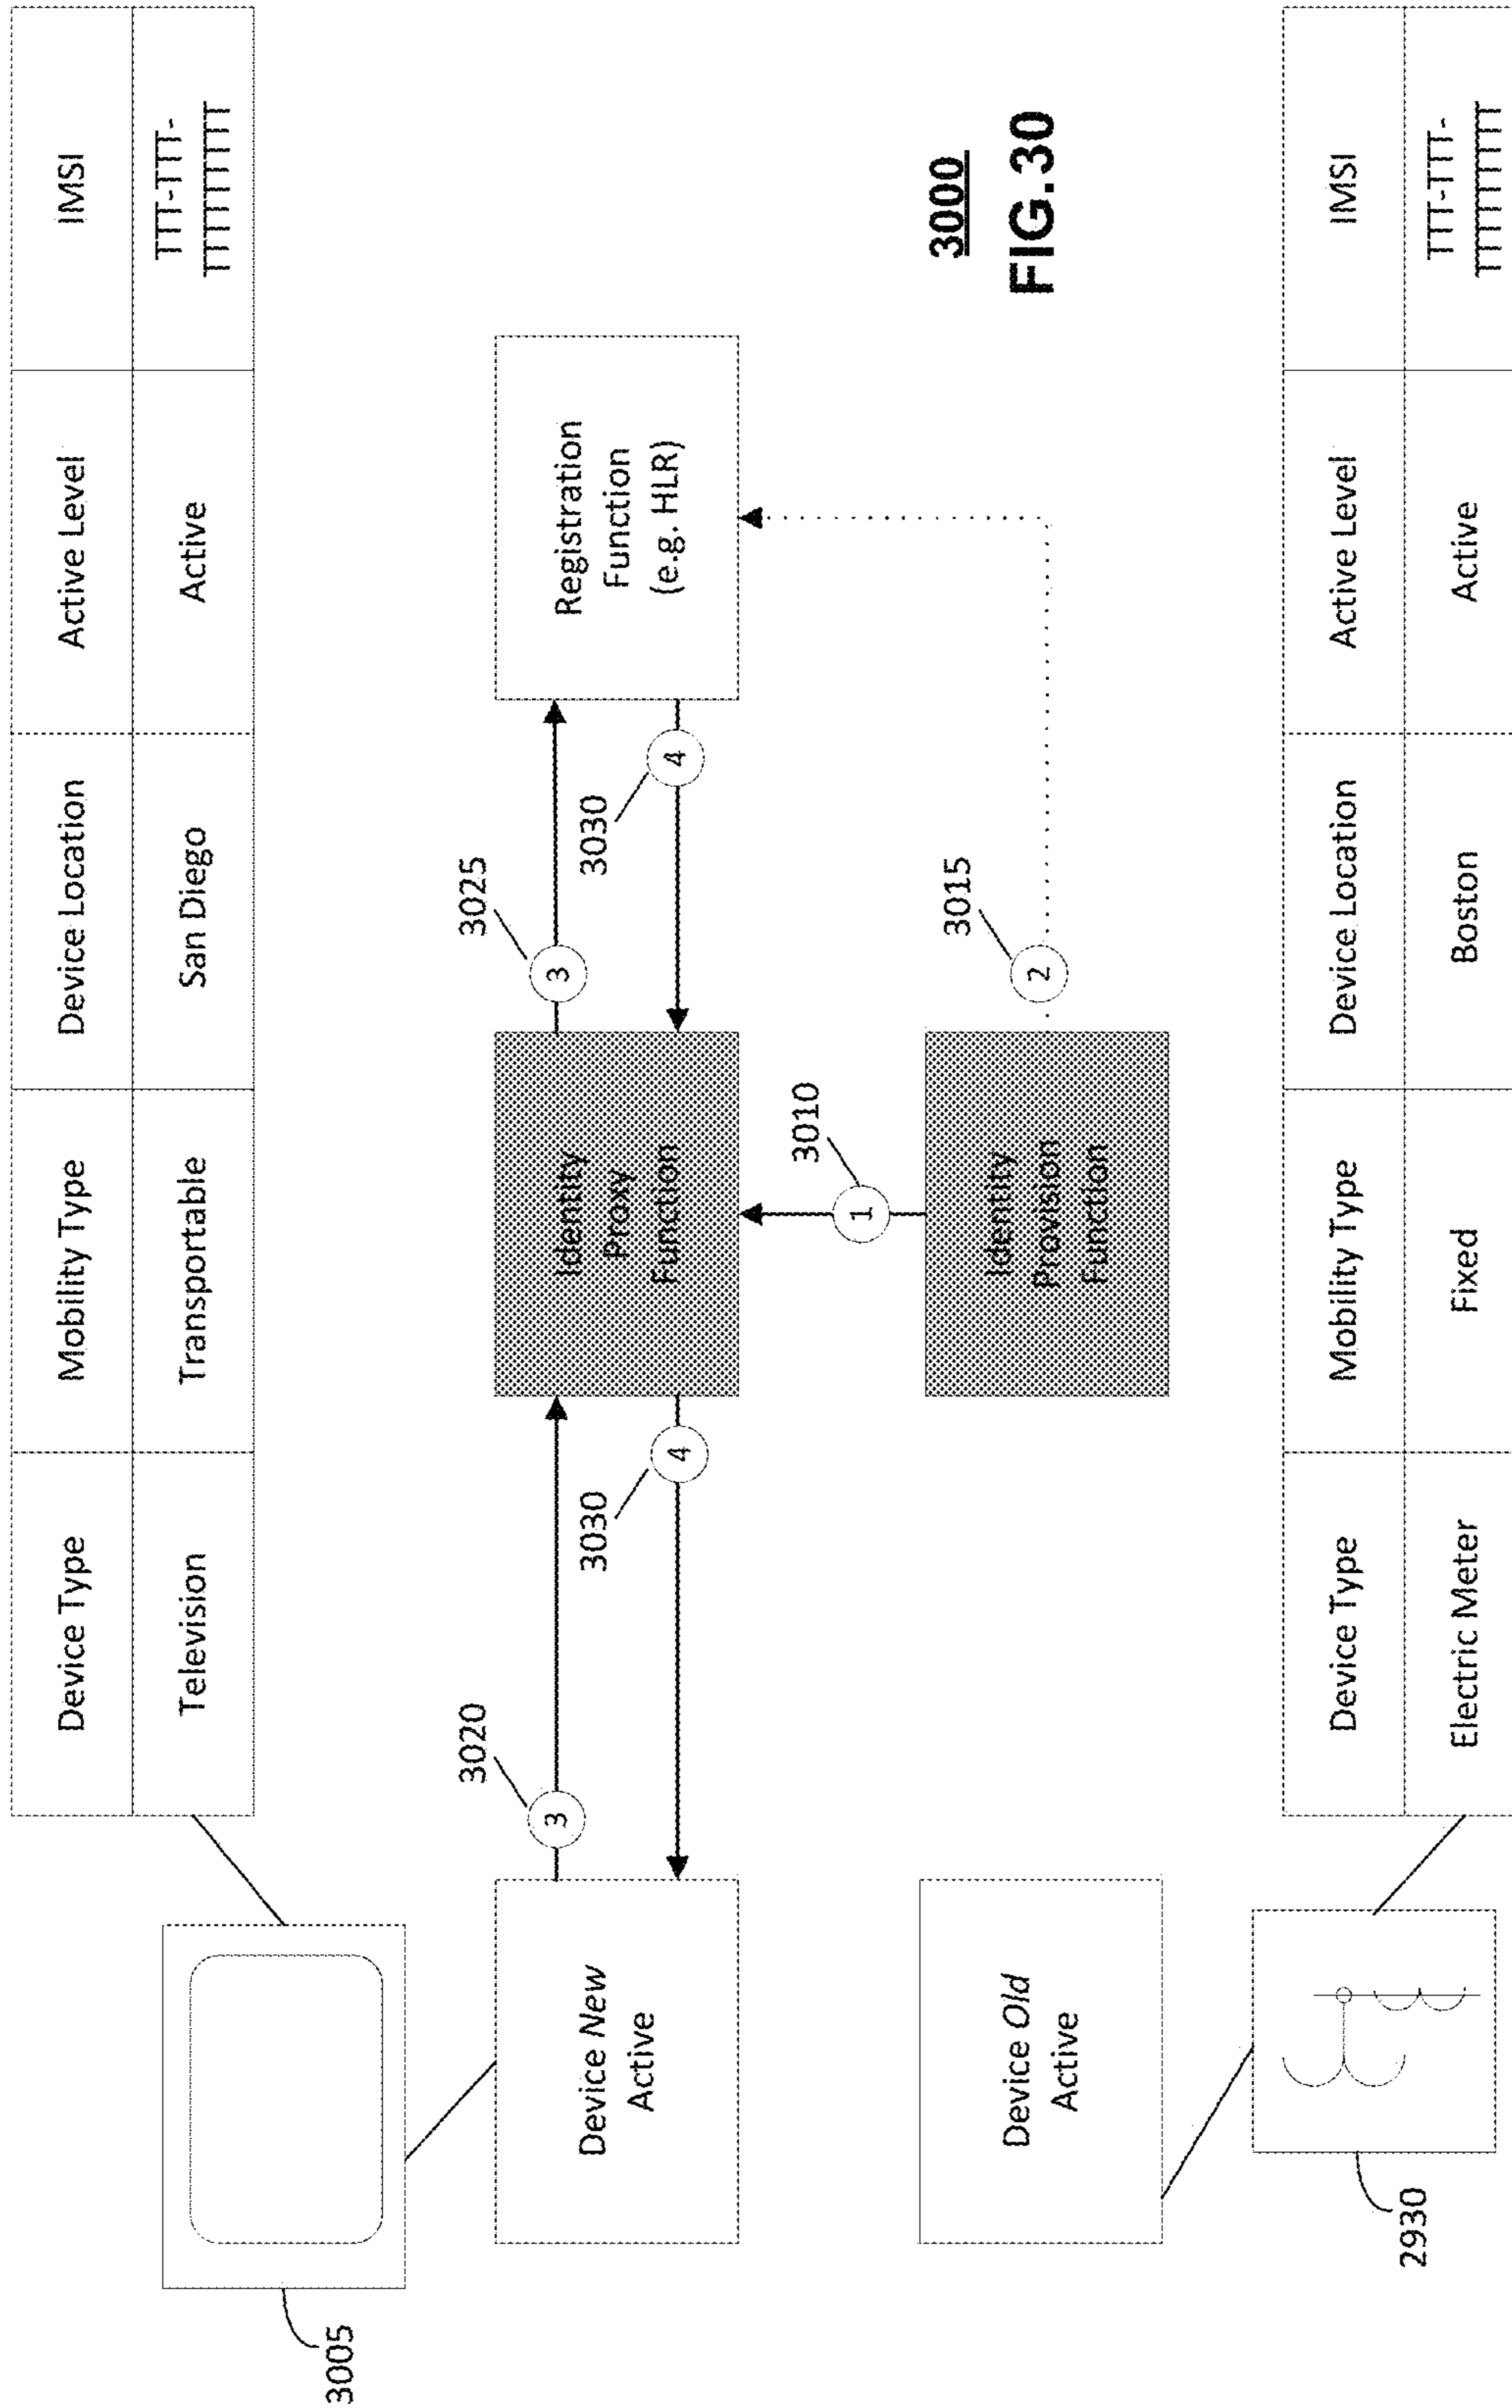 Device Type
Mobility Type
Device Location
Active Level
IMSI
Television
Transportable
San Diego
Active
TTT-TTT-
TTTTTTTTT
3005
Device New
Active
3020
3
3030
4
Identity
Proxy
Function
3025
3
3030
4
Registration
Function
(e.g. HLR)
3010
1
Device Old
Active
Identity
Provision
Function
3015
2
3000
FIG.30
2930
Device Type
Mobility Type
Device Location
Active Level
IMSI
Electric Meter
Fixed
Boston
Active
TTT-TTT-
TTTTTTTTT